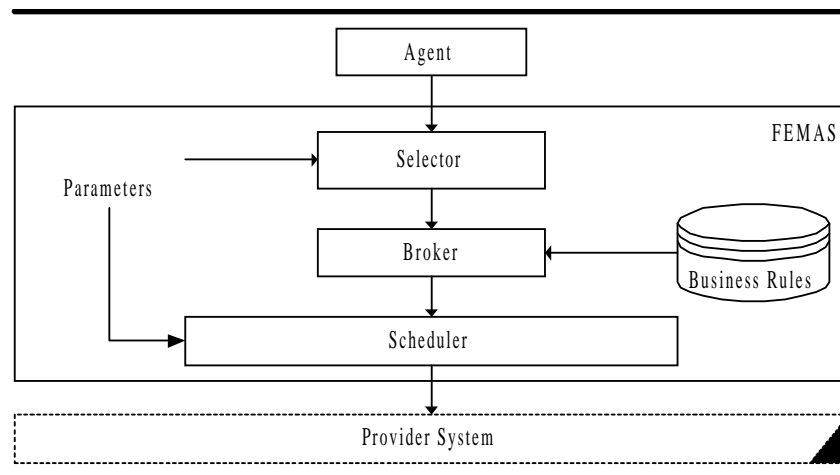 Agent
FEMAS
Selector
Parameters
Broker
Business Rules
Scheduler
Provider System